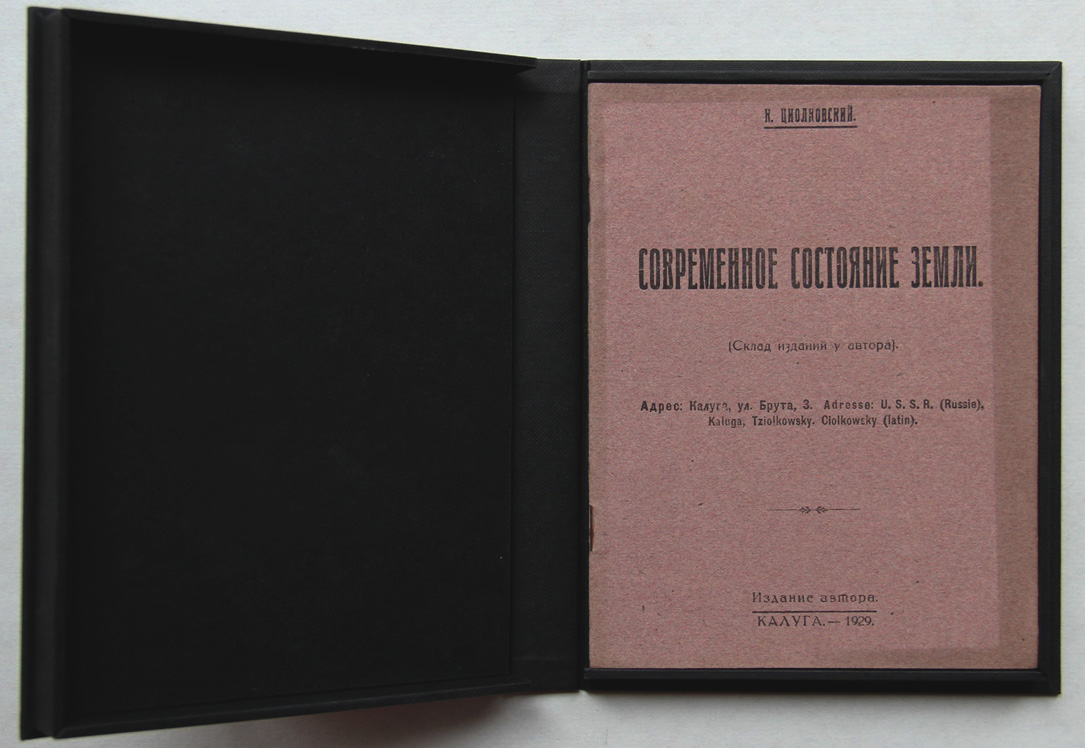 К. ЦИОЛКОВСКИЙ.
СОВРЕМЕННОЕ СОСТОЯНИЕ ЗЕМЛИ.
(Склад изданий у автора).
Адрес: Калуга, ул. Брута, 3. Adresse: U. S. S. R. (Russie),
Kaluga, Tziolkowsky. Ciolkowsky (latin).
Издание автора.
КАЛУГА.— 1929.